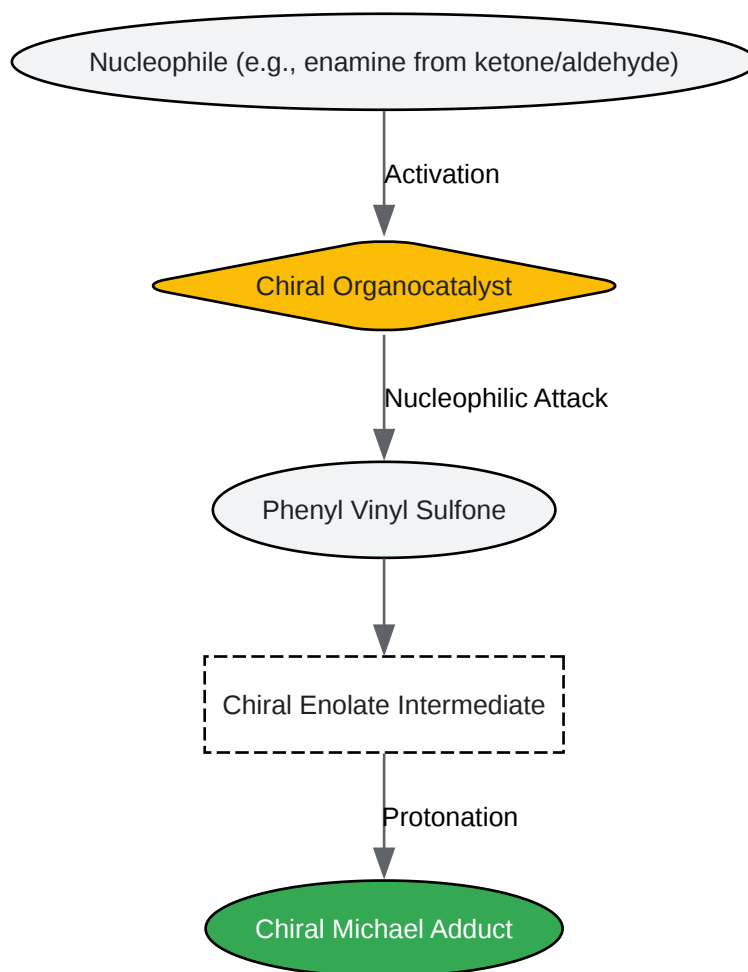 Nucleophile (e.g., enamine from ketone/aldehyde)
Activation
Chiral Organocatalyst
Nucleophilic Attack
Phenyl Vinyl Sulfone
Chiral Enolate Intermediate
Protonation
Chiral Michael Adduct